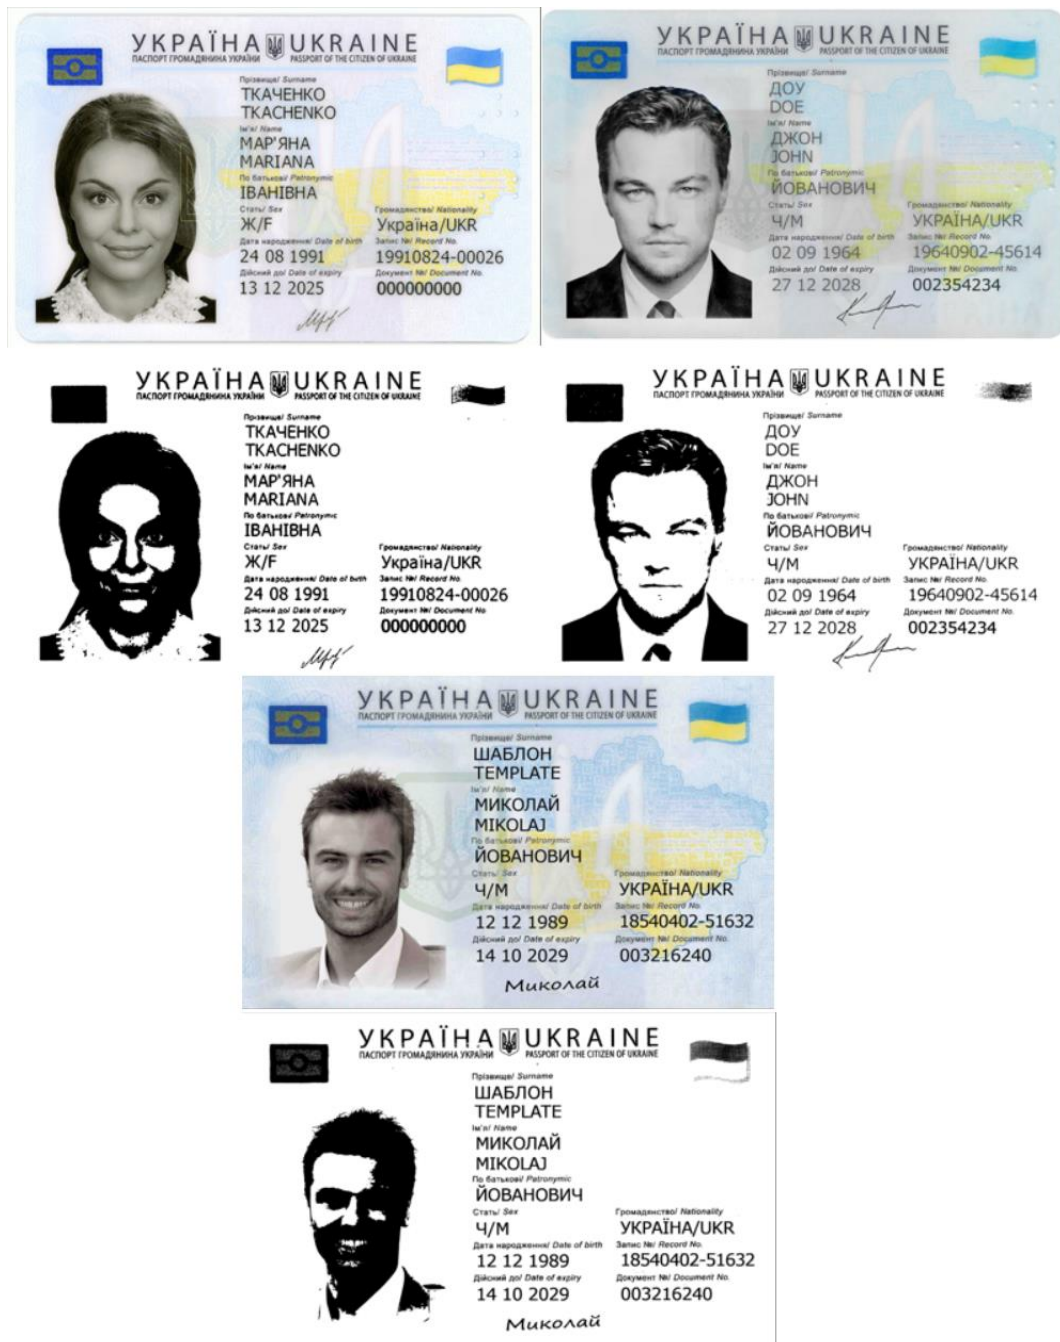 УКРАЇНА UKRAINE
ПАСПОРТ ГРОМАДЯНИНА УКРАЇНИ PASSPORT OF THE CITIZEN OF UKRAINE
Прізвище/ Surname
ТКАЧЕНКО
TKACHENKO
Ім'я/ Name
МАР'ЯНА
MARIANA
По батькові/ Patronymic
ІВАНІВНА
Стать/ Sex Громадянство/ Nationality
Ж/F Україна/UKR
Дата народження/ Date of birth Запис №/ Record No.
24 08 1991 19910824-00026
Дійсний до/ Date of expiry Документ №/ Document No.
13 12 2025 000000000
УКРАЇНА UKRAINE
ПАСПОРТ ГРОМАДЯНИНА УКРАЇНИ PASSPORT OF THE CITIZEN OF UKRAINE
Прізвище/ Surname
ДОУ
DOE
Ім'я/ Name
ДЖОН
JOHN
По батькові/ Patronymic
ЙОВАНОВИЧ
Стать/ Sex Громадянство/ Nationality
Ч/M УКРАЇНА/UKR
Дата народження/ Date of birth Запис №/ Record No.
02 09 1964 19640902-45614
Дійсний до/ Date of expiry Документ №/ Document No.
27 12 2028 002354234
УКРАЇНА UKRAINE
ПАСПОРТ ГРОМАДЯНИНА УКРАЇНИ PASSPORT OF THE CITIZEN OF UKRAINE
Прізвище/ Surname
ТКАЧЕНКО
TKACHENKO
Ім'я/ Name
МАР'ЯНА
MARIANA
По батькові/ Patronymic
ІВАНІВНА
Стать/ Sex Громадянство/ Nationality
Ж/F Україна/UKR
Дата народження/ Date of birth Запис №/ Record No.
24 08 1991 19910824-00026
Дійсний до/ Date of expiry Документ №/ Document No.
13 12 2025 000000000
УКРАЇНА UKRAINE
ПАСПОРТ ГРОМАДЯНИНА УКРАЇНИ PASSPORT OF THE CITIZEN OF UKRAINE
Прізвище/ Surname
ДОУ
DOE
Ім'я/ Name
ДЖОН
JOHN
По батькові/ Patronymic
ЙОВАНОВИЧ
Стать/ Sex Громадянство/ Nationality
Ч/M УКРАЇНА/UKR
Дата народження/ Date of birth Запис №/ Record No.
02 09 1964 19640902-45614
Дійсний до/ Date of expiry Документ №/ Document No.
27 12 2028 002354234
УКРАЇНА UKRAINE
ПАСПОРТ ГРОМАДЯНИНА УКРАЇНИ PASSPORT OF THE CITIZEN OF UKRAINE
Прізвище/ Surname
ШАБЛОН
TEMPLATE
Ім'я/ Name
МИКОЛАЙ
MIKOLAJ
По батькові/ Patronymic
ЙОВАНОВИЧ
Стать/ Sex Громадянство/ Nationality
Ч/M УКРАЇНА/UKR
Дата народження/ Date of birth Запис №/ Record No.
12 12 1989 18540402-51632
Дійсний до/ Date of expiry Документ №/ Document No.
14 10 2029 003216240
Миколай
УКРАЇНА UKRAINE
ПАСПОРТ ГРОМАДЯНИНА УКРАЇНИ PASSPORT OF THE CITIZEN OF UKRAINE
Прізвище/ Surname
ШАБЛОН
TEMPLATE
Ім'я/ Name
МИКОЛАЙ
MIKOLAJ
По батькові/ Patronymic
ЙОВАНОВИЧ
Стать/ Sex Громадянство/ Nationality
Ч/M УКРАЇНА/UKR
Дата народження/ Date of birth Запис №/ Record No.
12 12 1989 18540402-51632
Дійсний до/ Date of expiry Документ №/ Document No.
14 10 2029 003216240
Миколай